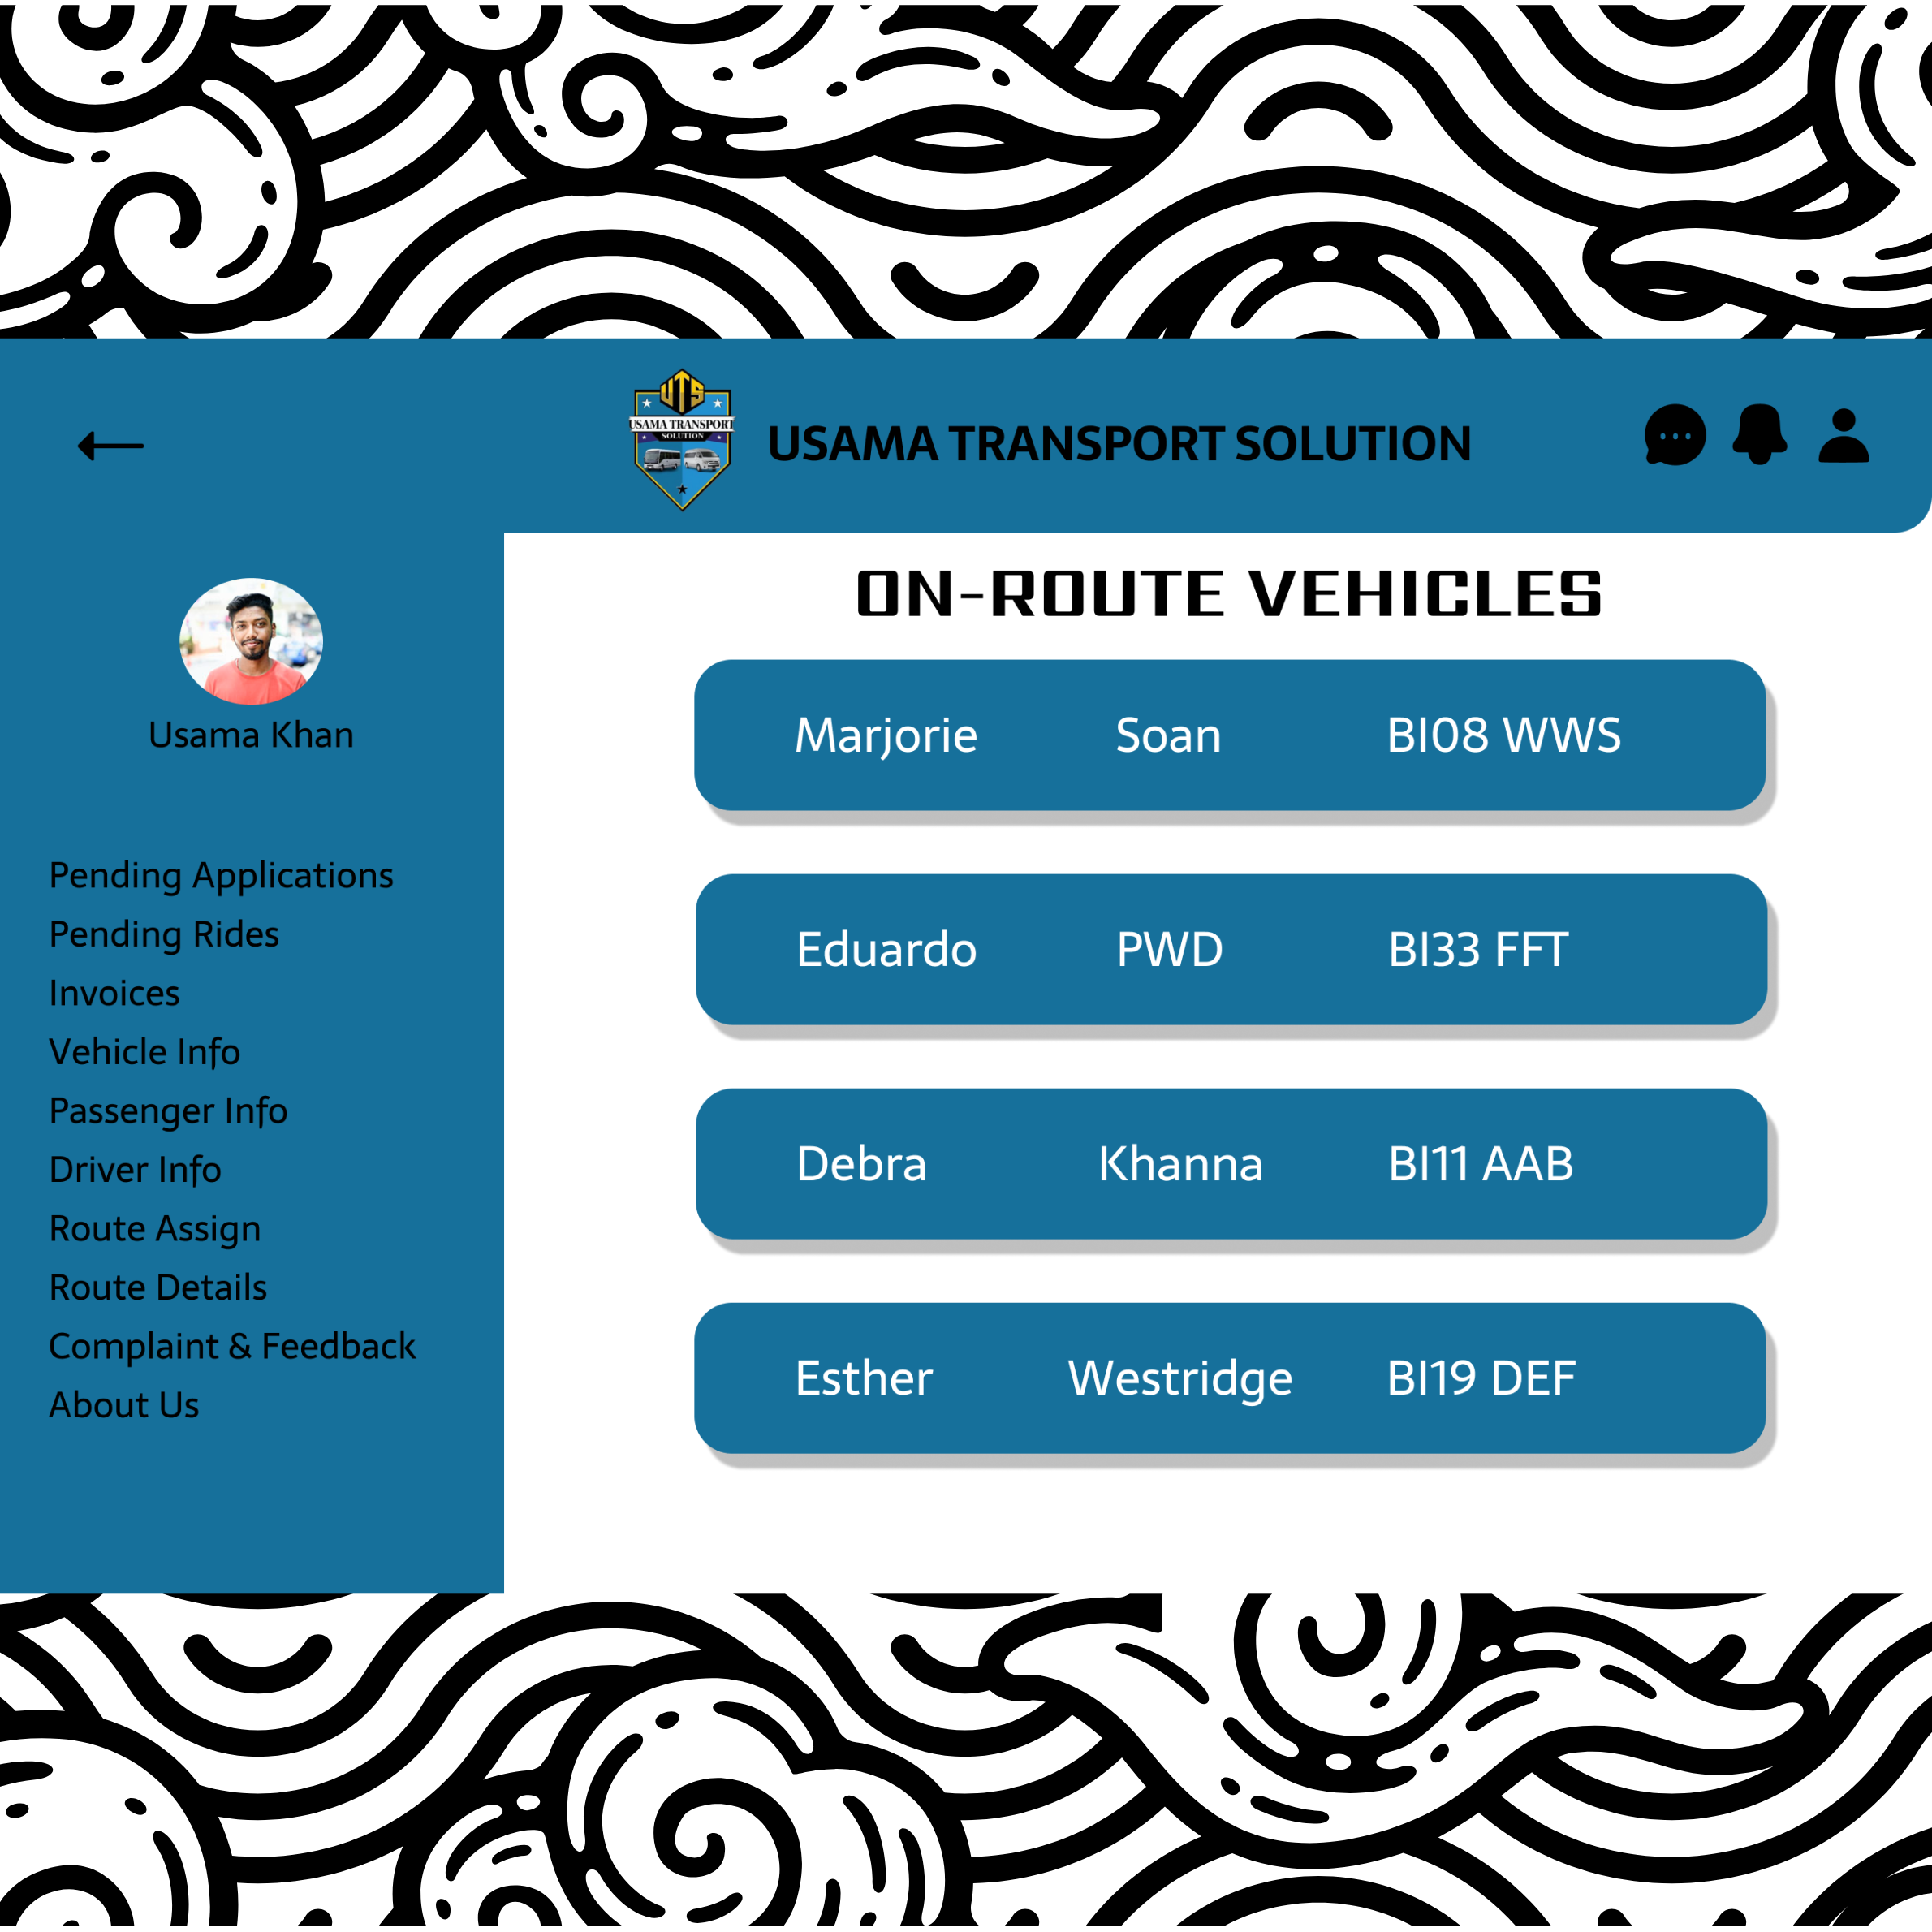 UTS
USAMA TRANSPORT
SOLUTION
USAMA TRANSPORT SOLUTION
Usama Khan
Pending Applications
Pending Rides
Invoices
Vehicle Info
Passenger Info
Driver Info
Route Assign
Route Details
Complaint & Feedback
About Us
ON-ROUTE VEHICLES
Marjorie Soan BI08 WWS
Eduardo PWD BI33 FFT
Debra Khanna BI11 AAB
Esther Westridge BI19 DEF